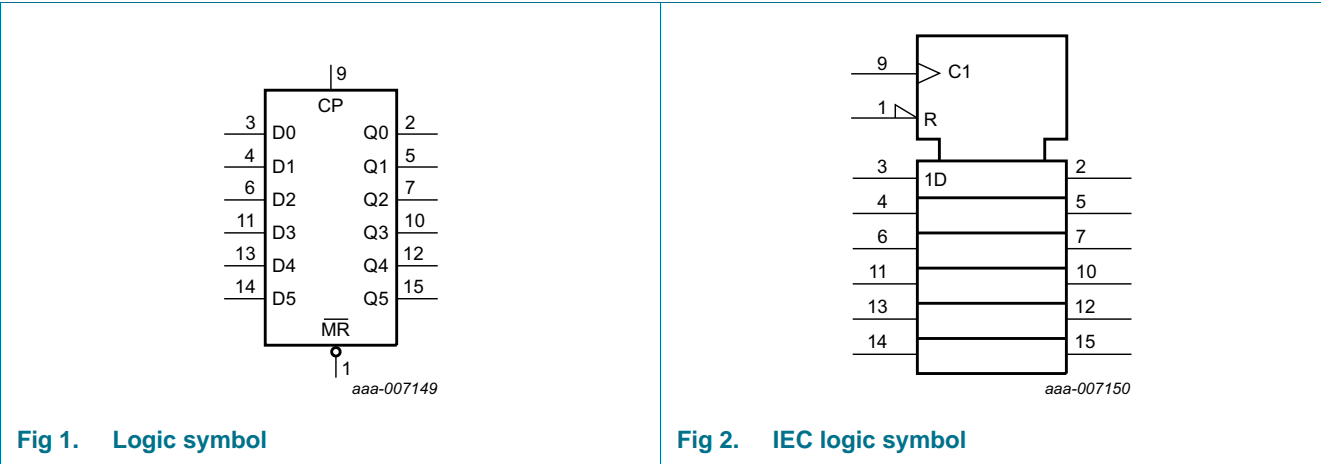 9
CP
3 D0 Q0 2
4 D1 Q1 5
6 D2 Q2 7
11 D3 Q3 10
13 D4 Q4 12
14 D5 Q5 15
MR
1
aaa-007149
Fig 1. Logic symbol
9 C1
1 R
3 1D 2
4 5
6 7
11 10
13 12
14 15
aaa-007150
Fig 2. IEC logic symbol